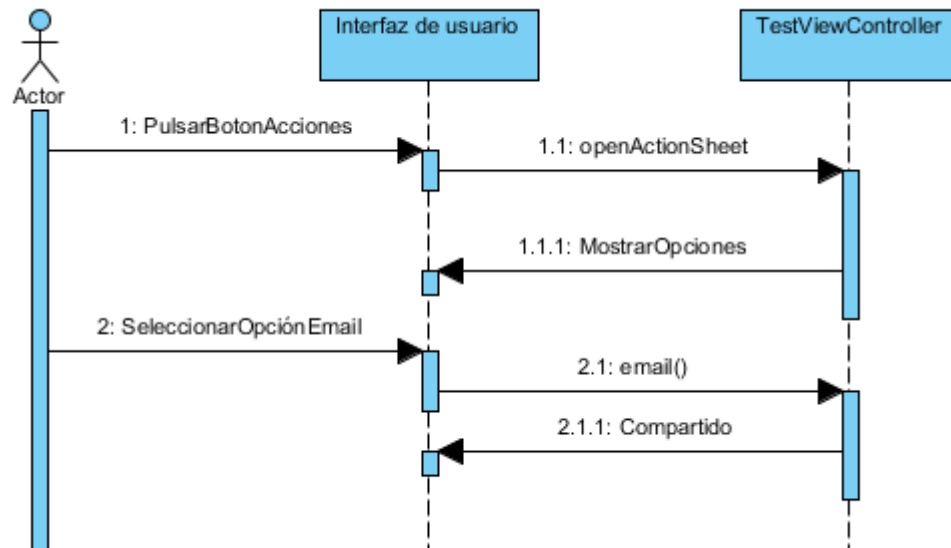 Interfaz de usuario
TestViewController
Actor
1: PulsarBotonAcciones
1.1: openActionSheet
1.1.1: MostrarOpciones
2: SeleccionarOpciónEmail
2.1: email()
2.1.1: Compartido